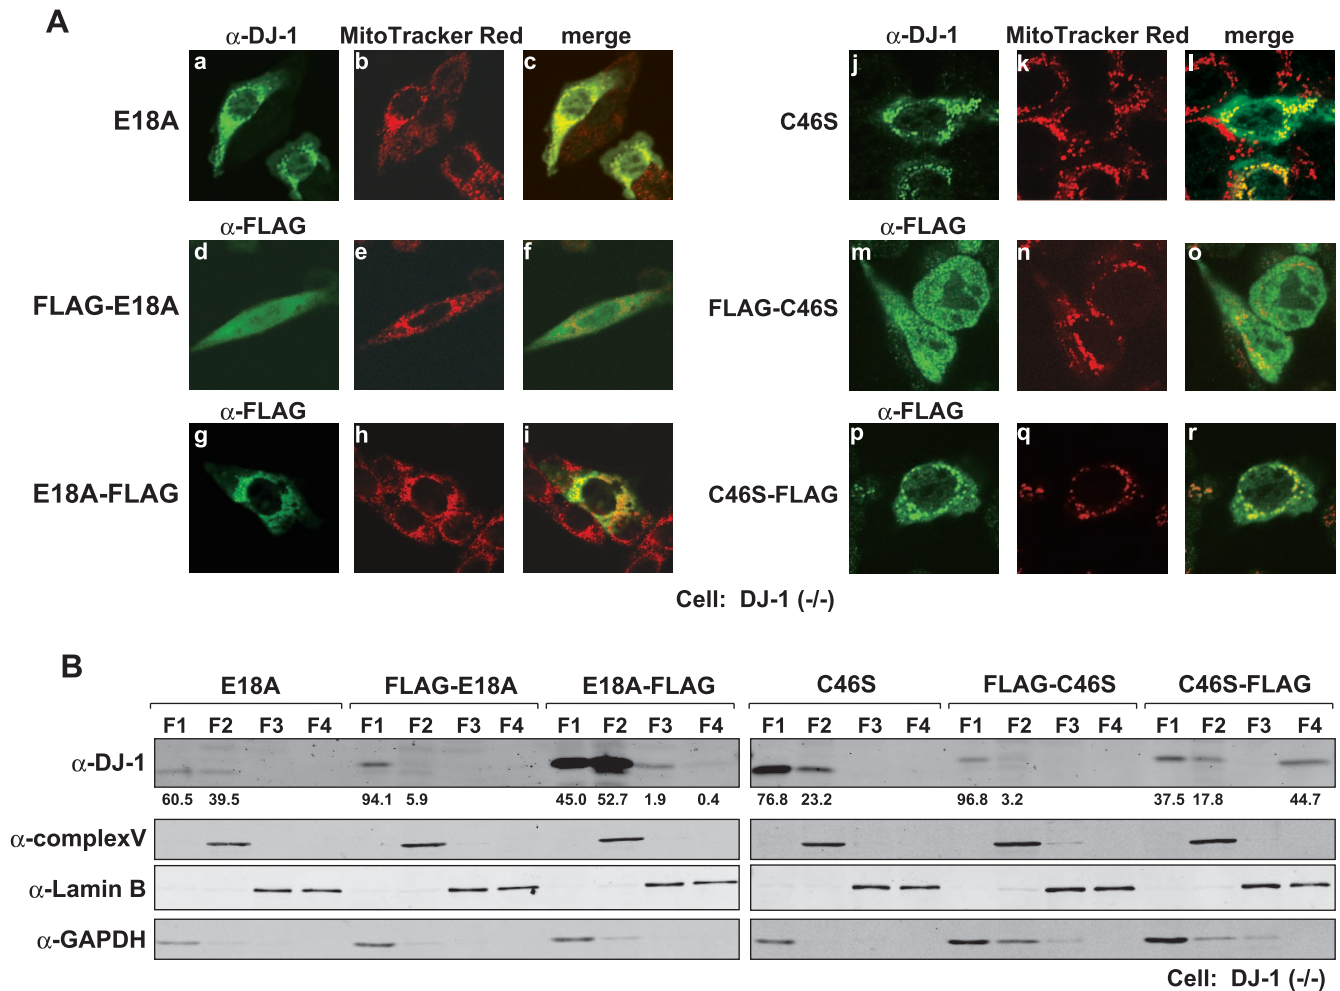 A
α-DJ-1 MitoTracker Red merge
α-DJ-1 MitoTracker Red merge
E18A
a b c
C46S
j k l
α-FLAG
α-FLAG
FLAG-E18A
d e f
FLAG-C46S
m n o
α-FLAG
α-FLAG
E18A-FLAG
g h i
C46S-FLAG
p q r
Cell: DJ-1 (-/-)
B
E18A FLAG-E18A E18A-FLAG C46S FLAG-C46S C46S-FLAG
F1 F2 F3 F4 F1 F2 F3 F4 F1 F2 F3 F4 F1 F2 F3 F4 F1 F2 F3 F4 F1 F2 F3 F4
α-DJ-1
60.5 39.5 94.1 5.9 45.0 52.7 1.9 0.4 76.8 23.2 96.8 3.2 37.5 17.8 44.7
α-complexV
α-Lamin B
α-GAPDH
Cell: DJ-1 (-/-)